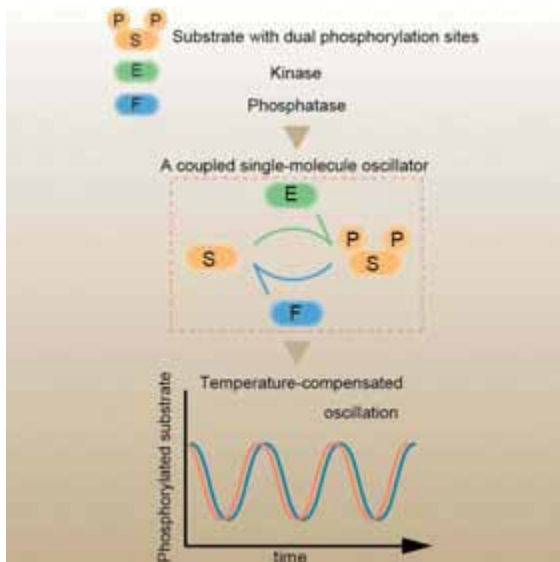 P P
S
Substrate with dual phosphorylation sites
E
Kinase
F
Phosphatase
A coupled single-molecule oscillator
E
P P
S
S
F
Temperature-compensated
oscillation
Phosphorylated substrate
time